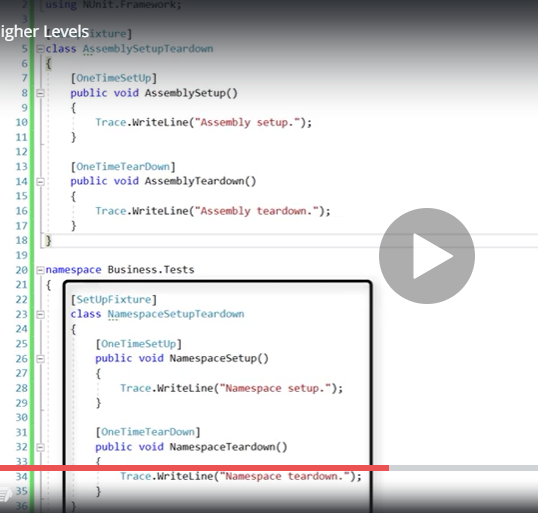 using NUnit.Framework;
igher Levels
3
ixture]
5 class AssemblySetupTeardown
6 {
7 [OneTimeSetUp]
8 public void AssemblySetup()
9 {
10 Trace.WriteLine("Assembly setup.");
11 }
12
13 [OneTimeTearDown]
14 public void AssemblyTeardown()
15 {
16 Trace.WriteLine("Assembly teardown.");
17 }
18 }
19
20 namespace Business.Tests
21 {
22 [SetUpFixture]
23 class NamespaceSetupTeardown
24 {
25 [OneTimeSetUp]
26 public void NamespaceSetup()
27 {
28 Trace.WriteLine("Namespace setup.");
29 }
30
31 [OneTimeTearDown]
32 public void NamespaceTeardown()
33 {
34 Trace.WriteLine("Namespace teardown.");
35 }
36 }